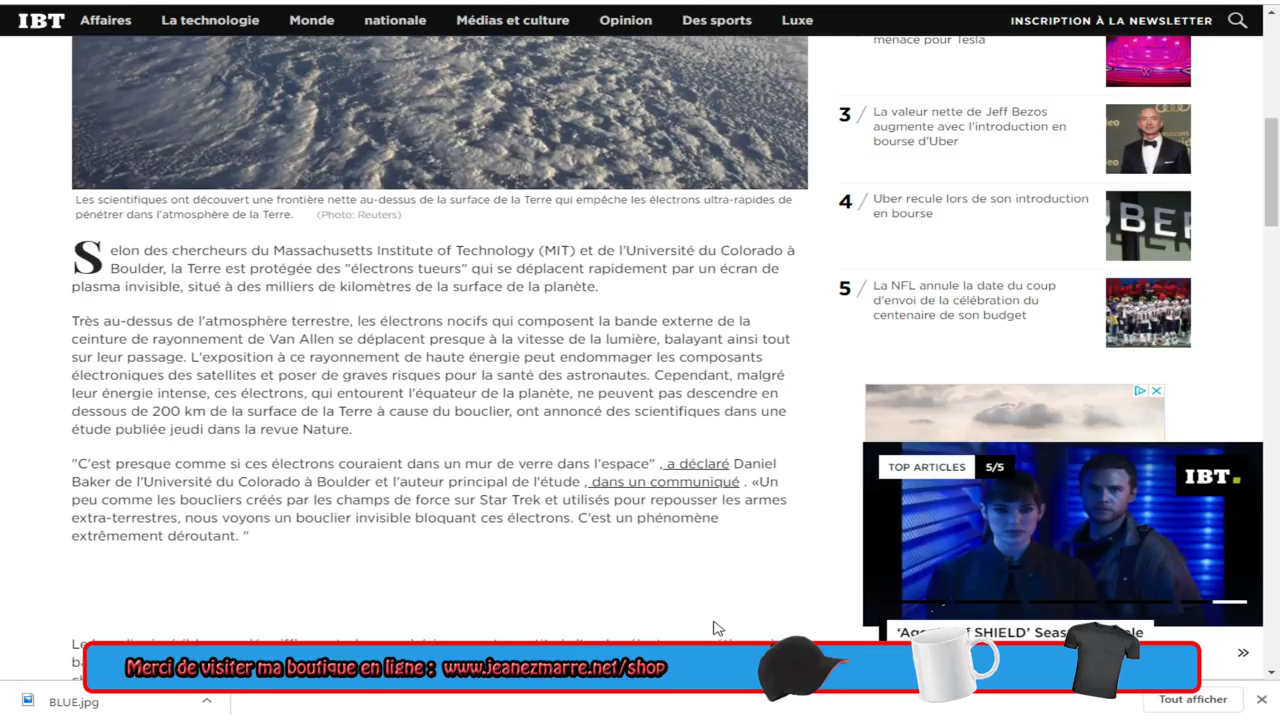 IBT Affaires La technologie Monde nationale Médias et culture Opinion Des sports Luxe INSCRIPTION À LA NEWSLETTER
menace pour Tesla
3 / La valeur nette de Jeff Bezos
augmente avec l'introduction en
bourse d'Uber
4 / Uber recule lors de son introduction
en bourse
UBER
5 / La NFL annule la date du coup
d'envoi de la célébration du
centenaire de son budget
Les scientifiques ont découvert une frontière nette au-dessus de la surface de la Terre qui empêche les électrons ultra-rapides de
pénétrer dans l'atmosphère de la Terre. (Photo: Reuters)
Selon des chercheurs du Massachusetts Institute of Technology (MIT) et de l'Université du Colorado à
Boulder, la Terre est protégée des "électrons tueurs" qui se déplacent rapidement par un écran de
plasma invisible, situé à des milliers de kilomètres de la surface de la planète.
Très au-dessus de l'atmosphère terrestre, les électrons nocifs qui composent la bande externe de la
ceinture de rayonnement de Van Allen se déplacent presque à la vitesse de la lumière, balayant ainsi tout
sur leur passage. L'exposition à ce rayonnement de haute énergie peut endommager les composants
électroniques des satellites et poser de graves risques pour la santé des astronautes. Cependant, malgré
leur énergie intense, ces électrons, qui entourent l'équateur de la planète, ne peuvent pas descendre en
dessous de 200 km de la surface de la Terre à cause du bouclier, ont annoncé des scientifiques dans une
étude publiée jeudi dans la revue Nature.
"C'est presque comme si ces électrons couraient dans un mur de verre dans l'espace" , a déclaré Daniel
Baker de l'Université du Colorado à Boulder et l'auteur principal de l'étude , dans un communiqué . «Un
peu comme les boucliers créés par les champs de force sur Star Trek et utilisés pour repousser les armes
extra-terrestres, nous voyons un bouclier invisible bloquant ces électrons. C'est un phénomène
extrêmement déroutant. "
TOP ARTICLES 5/5
IBT.
SHIELD'
Merci de visiter ma boutique en ligne : www.jeanezmarre.net/shop
BLUE.jpg
Tout afficher